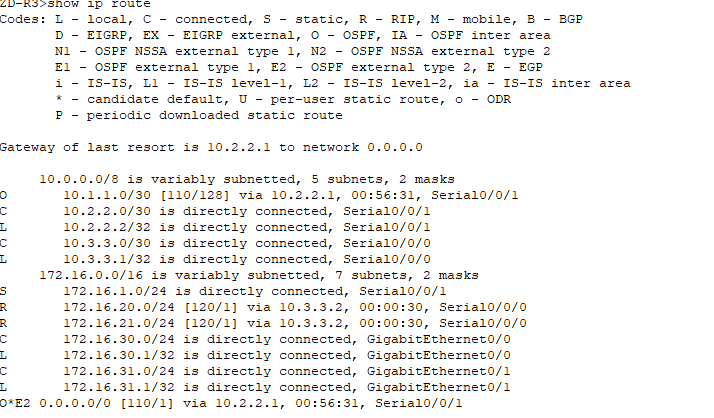 ZD-R3>show ip route
Codes: L - local, C - connected, S - static, R - RIP, M - mobile, B - BGP
       D - EIGRP, EX - EIGRP external, O - OSPF, IA - OSPF inter area
       N1 - OSPF NSSA external type 1, N2 - OSPF NSSA external type 2
       E1 - OSPF external type 1, E2 - OSPF external type 2, E - EGP
       i - IS-IS, L1 - IS-IS level-1, L2 - IS-IS level-2, ia - IS-IS inter area
       * - candidate default, U - per-user static route, o - ODR
       P - periodic downloaded static route
Gateway of last resort is 10.2.2.1 to network 0.0.0.0
     10.0.0.0/8 is variably subnetted, 5 subnets, 2 masks
O       10.1.1.0/30 [110/128] via 10.2.2.1, 00:56:31, Serial0/0/1
C       10.2.2.0/30 is directly connected, Serial0/0/1
L       10.2.2.2/32 is directly connected, Serial0/0/1
C       10.3.3.0/30 is directly connected, Serial0/0/0
L       10.3.3.1/32 is directly connected, Serial0/0/0
     172.16.0.0/16 is variably subnetted, 7 subnets, 2 masks
S       172.16.1.0/24 is directly connected, Serial0/0/1
R       172.16.20.0/24 [120/1] via 10.3.3.2, 00:00:30, Serial0/0/0
R       172.16.21.0/24 [120/1] via 10.3.3.2, 00:00:30, Serial0/0/0
C       172.16.30.0/24 is directly connected, GigabitEthernet0/0
L       172.16.30.1/32 is directly connected, GigabitEthernet0/0
C       172.16.31.0/24 is directly connected, GigabitEthernet0/1
L       172.16.31.1/32 is directly connected, GigabitEthernet0/1
O*E2 0.0.0.0/0 [110/1] via 10.2.2.1, 00:56:31, Serial0/0/1